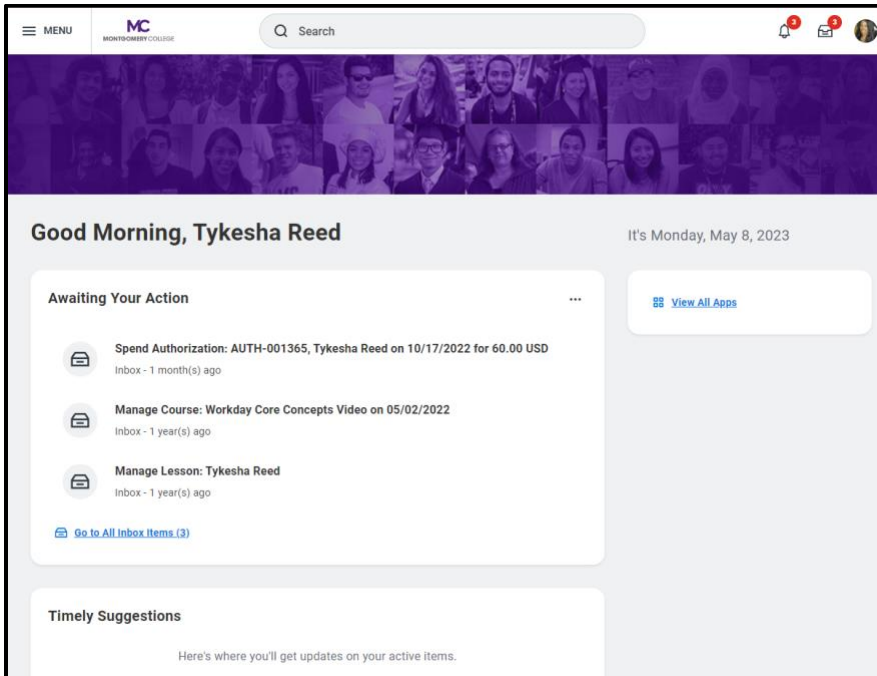 MENU
MC
MONTGOMERY COLLEGE
Search
3
3
Good Morning, Tykesha Reed
It's Monday, May 8, 2023
Awaiting Your Action
View All Apps
Spend Authorization: AUTH-001365, Tykesha Reed on 10/17/2022 for 60.00 USD
Inbox - 1 month(s) ago
Manage Course: Workday Core Concepts Video on 05/02/2022
Inbox - 1 year(s) ago
Manage Lesson: Tykesha Reed
Inbox - 1 year(s) ago
Go to All Inbox Items (3)
Timely Suggestions
Here's where you'll get updates on your active items.